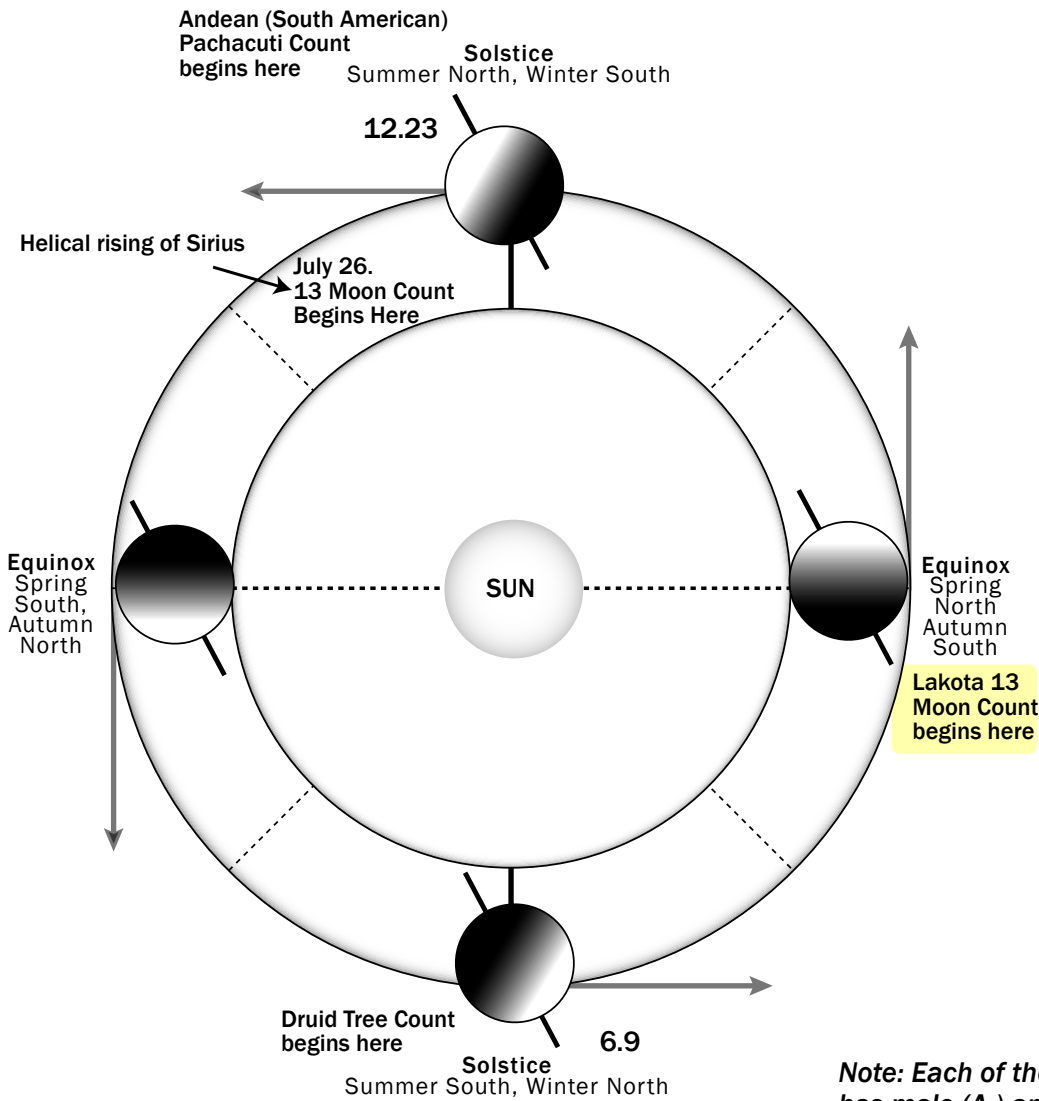 Andean (South American)
Pachacuti Count
begins here
Solstice
Summer North, Winter South
12.23
Helical rising of Sirius
July 26.
13 Moon Count
Begins Here
Equinox
Spring
South,
Autumn
North
SUN
Equinox
Spring
North
Autumn
South
Lakota 13
Moon Count
begins here
Druid Tree Count
begins here
6.9
Solstice
Summer South, Winter North
Note: Each of the
has male (A.) an